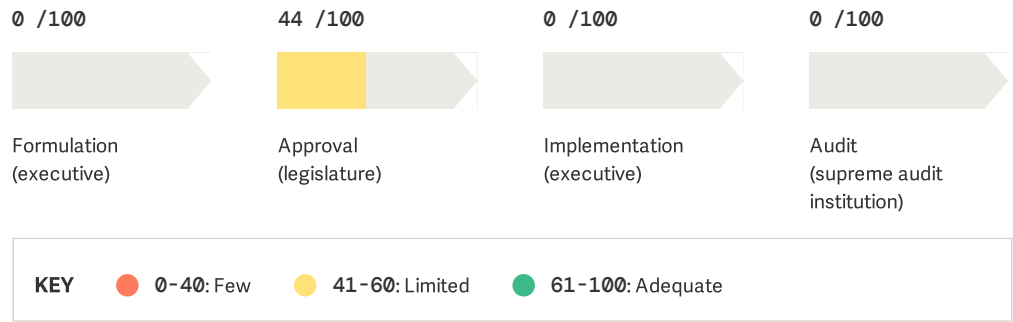 0 /100
44 /100
0 /100
0 /100
Formulation
(executive)
Approval
(legislature)
Implementation
(executive)
Audit
(supreme audit
institution)
KEY
0-40: Few
41-60: Limited
61-100: Adequate